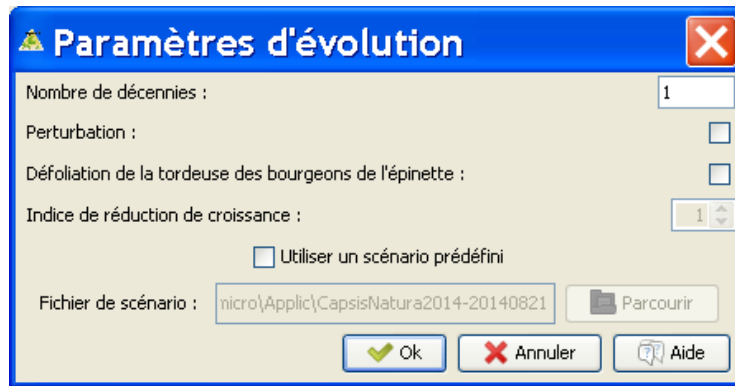 Paramètres d'évolution
Nombre de décennies : 1
Perturbation :
Défoliation de la tordeuse des bourgeons de l'épinette :
Indice de réduction de croissance : 1
Utiliser un scénario prédéfini
Fichier de scénario : micro\Applic\CapsisNatura2014-20140821 Parcourir
Ok Annuler Aide